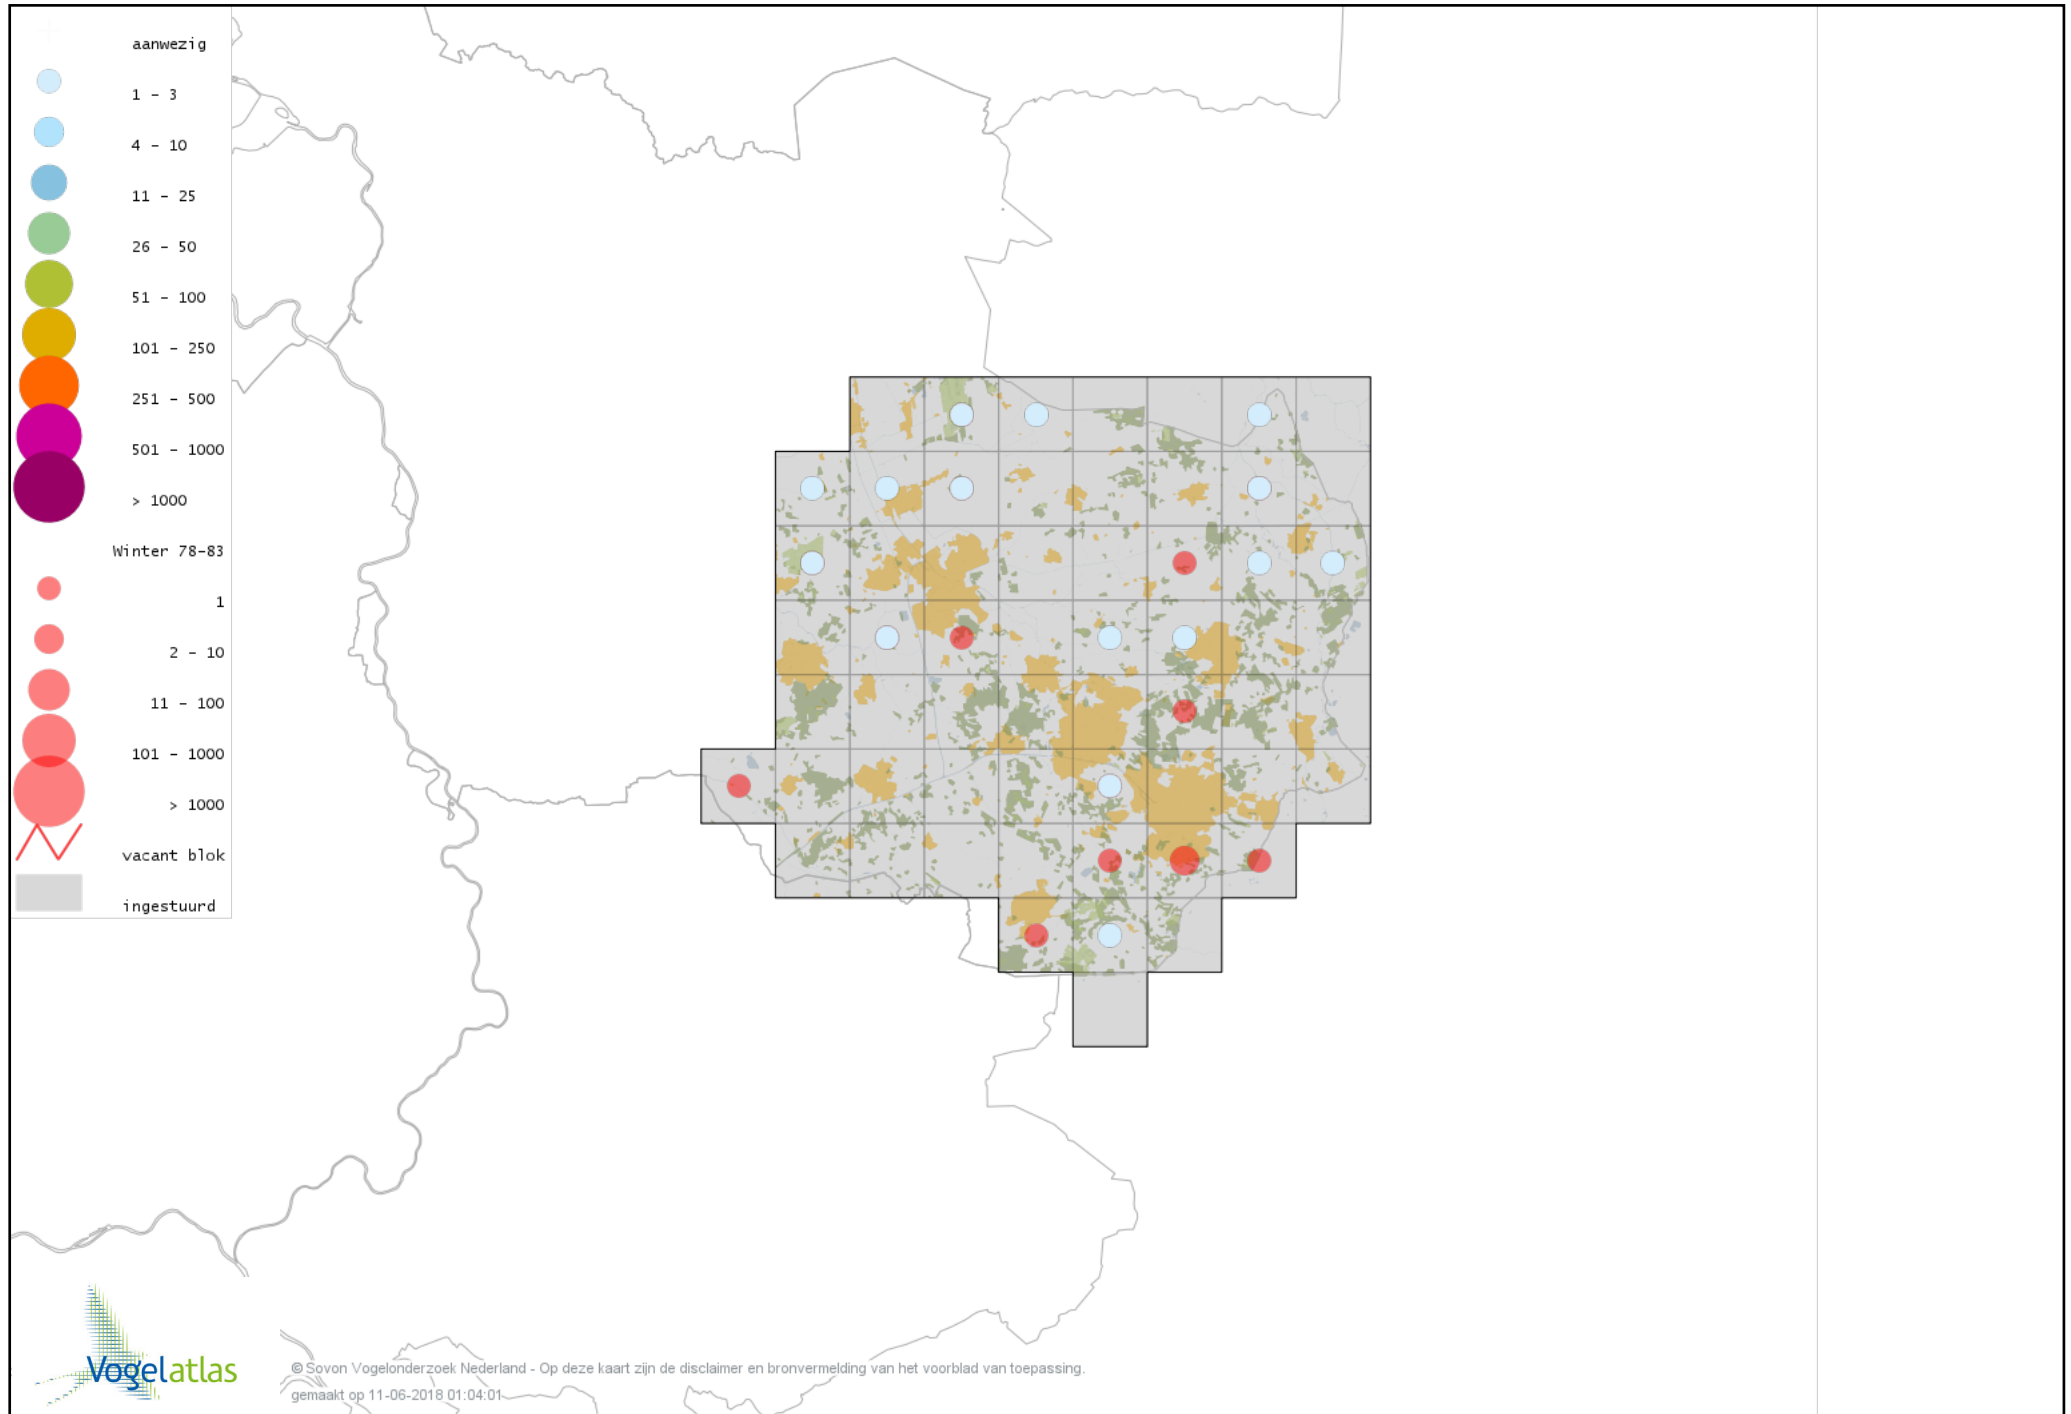 aanwezig
1 - 3
4 - 10
11 - 25
26 - 50
51 - 100
101 - 250
251 - 500
501 - 1000
> 1000
Winter 78-83
1
2 - 10
11 - 100
101 - 1000
> 1000
vacant blok
ingestuurd
Vogelatlas
© Sovon Vogelonderzoek Nederland - Op deze kaart zijn de disclaimer en bronvermelding van het voorblad van toepassing.
gemaakt op 11-06-2018 01:04:01